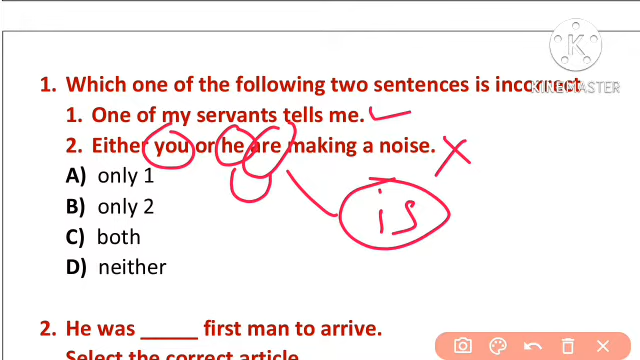 1. Which one of the following two sentences is incorrect
KINEMASTER
1. One of my servants tells me.
2. Either you or he are making a noise.
A) only 1
B) only 2
is
C) both
D) neither
2. He was _____ first man to arrive.
Select the correct article.